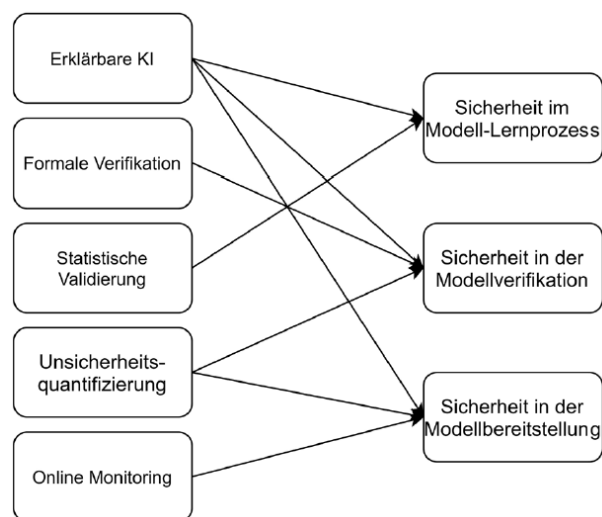 Erklärbare KI
Formale Verifikation
Statistische
Validierung
Unsicherheits-
quantifizierung
Online Monitoring
Sicherheit im
Modell-Lernprozess
Sicherheit in der
Modellverifikation
Sicherheit in der
Modellbereitstellung